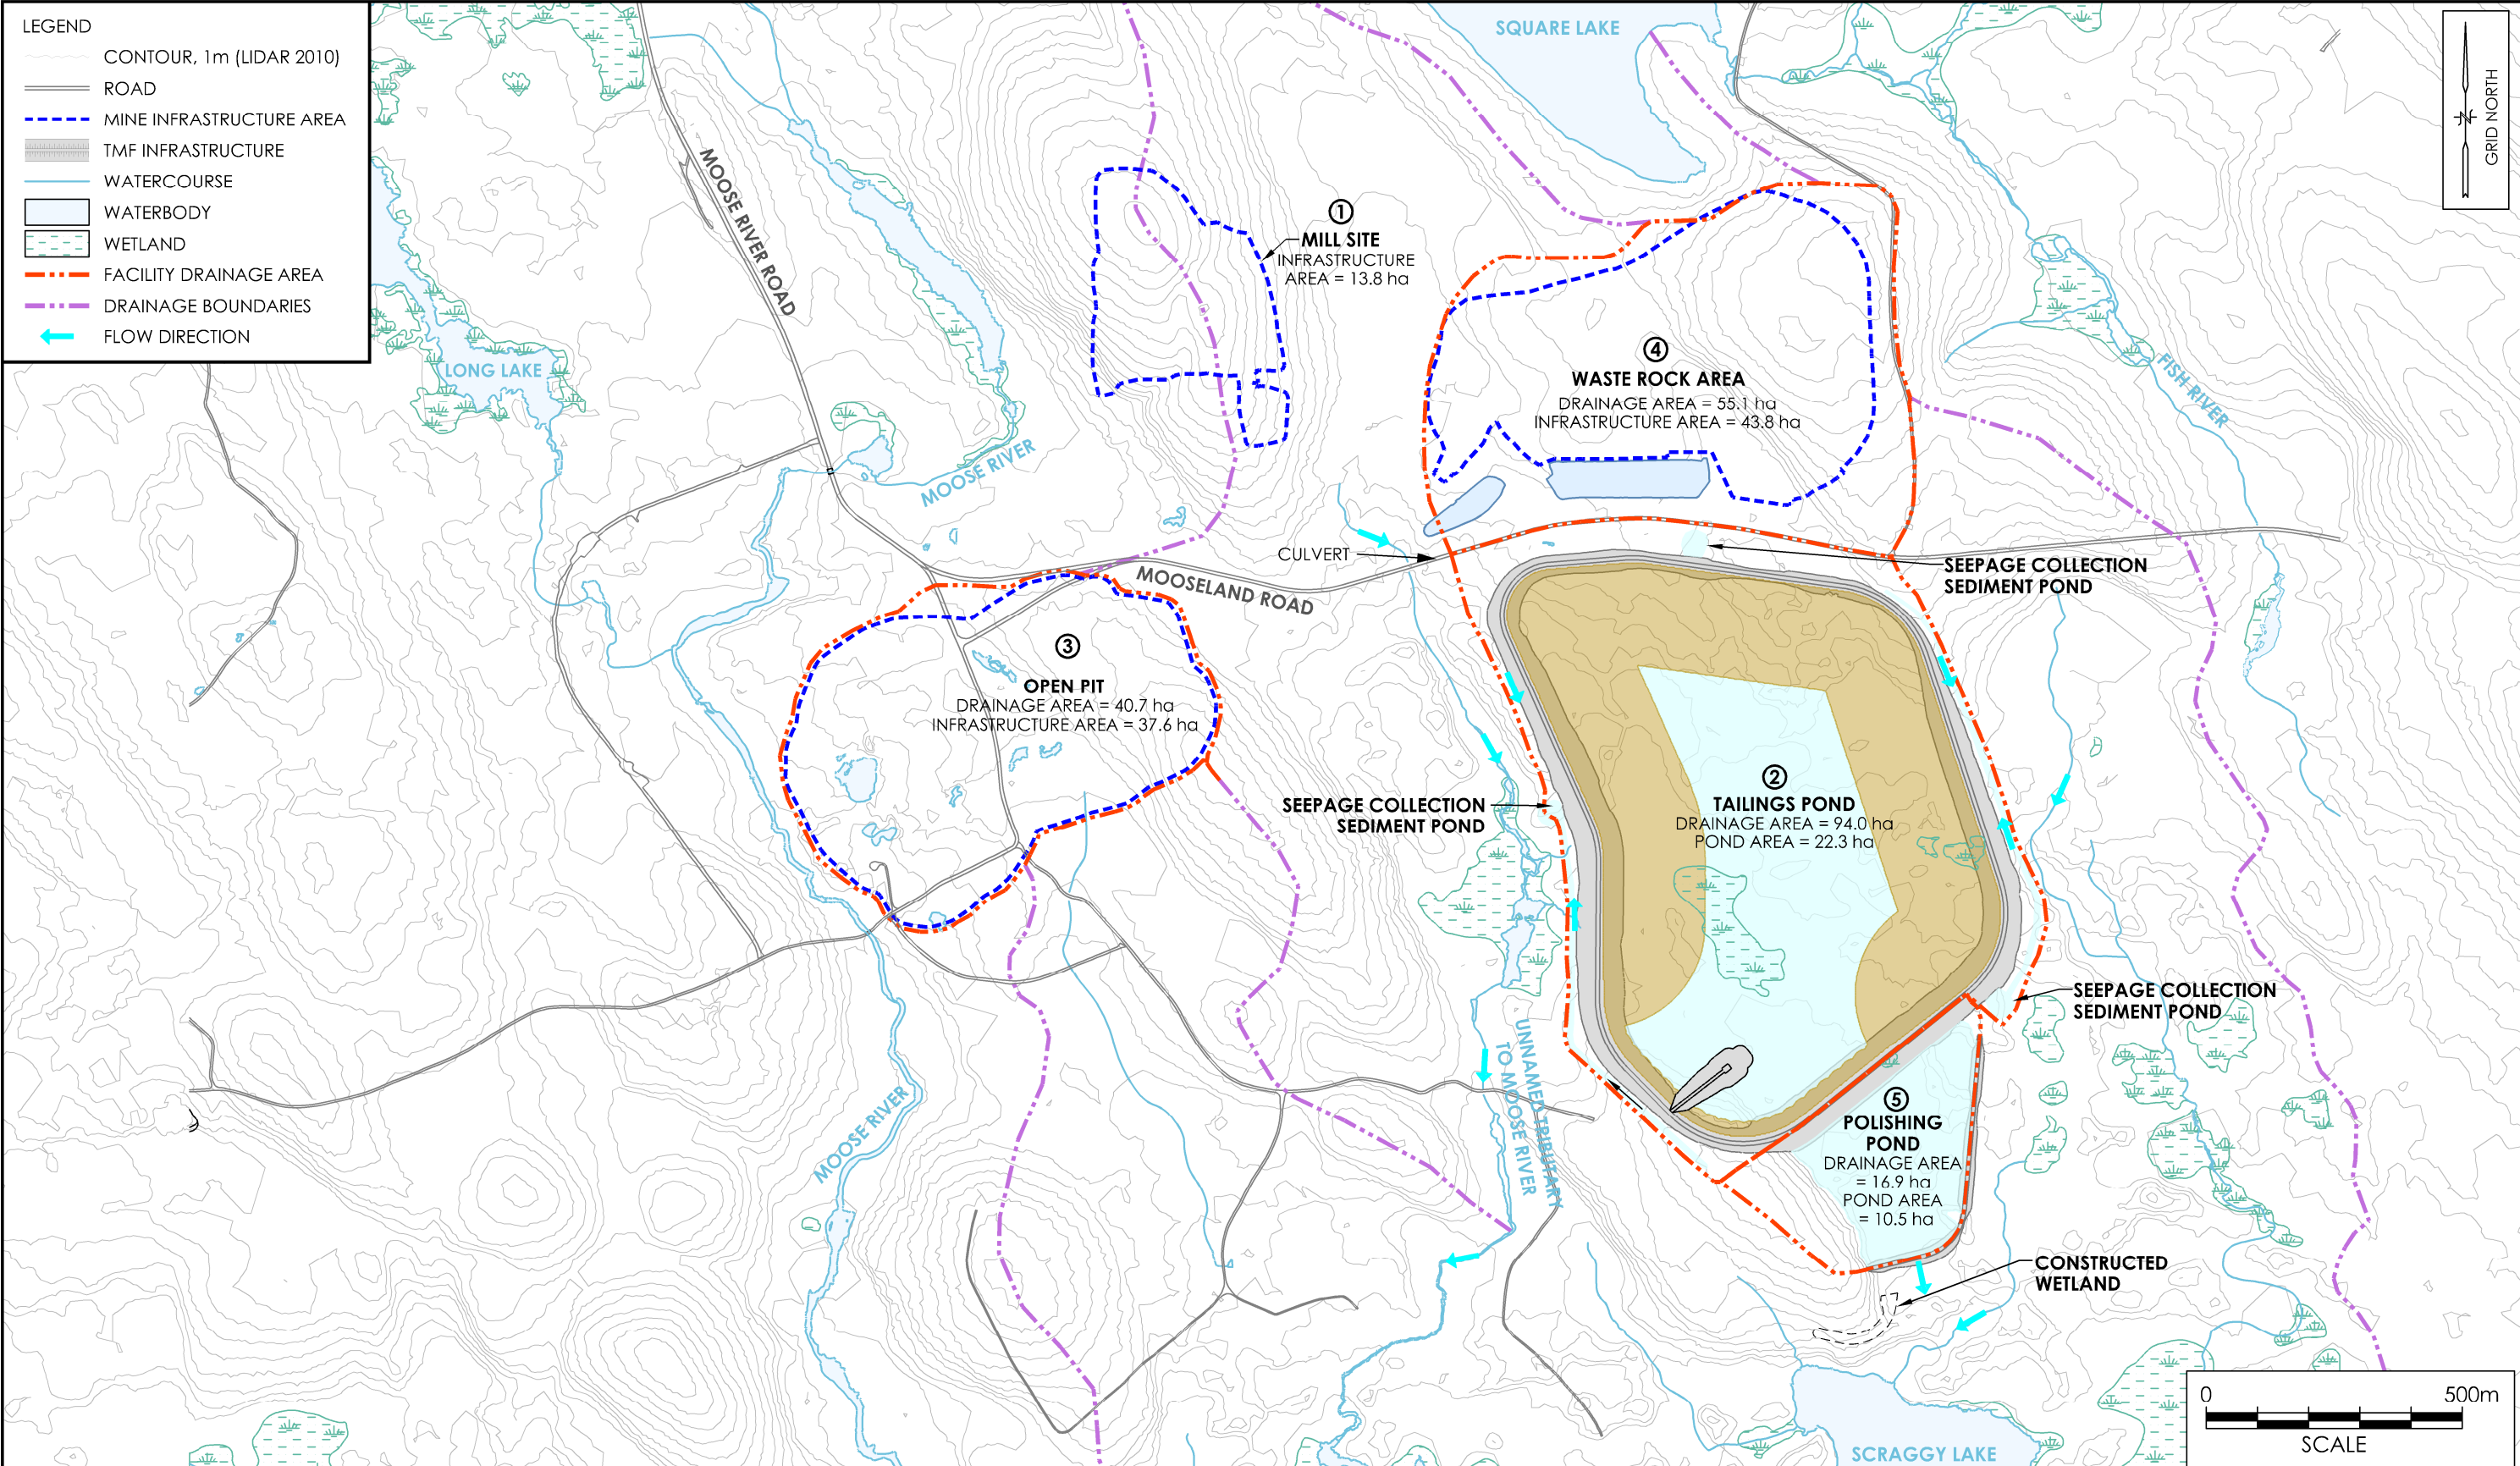 LEGEND
CONTOUR, 1m (LIDAR 2010)
ROAD
MINE INFRASTRUCTURE AREA
TMF INFRASTRUCTURE
WATERCOURSE
WATERBODY
WETLAND
FACILITY DRAINAGE AREA
DRAINAGE BOUNDARIES
FLOW DIRECTION
SQUARE LAKE
GRID NORTH
N
MOOSE RIVER ROAD
1
MILL SITE
INFRASTRUCTURE
AREA = 13.8 ha
LONG LAKE
4
WASTE ROCK AREA
DRAINAGE AREA = 55.1 ha
INFRASTRUCTURE AREA = 43.8 ha
FISH RIVER
MOOSE RIVER
CULVERT
MOOSELAND ROAD
SEEPAGE COLLECTION
SEDIMENT POND
3
OPEN PIT
DRAINAGE AREA = 40.7 ha
INFRASTRUCTURE AREA = 37.6 ha
SEEPAGE COLLECTION
SEDIMENT POND
2
TAILINGS POND
DRAINAGE AREA = 94.0 ha
POND AREA = 22.3 ha
SEEPAGE COLLECTION
SEDIMENT POND
UNNAMED TRIBUTARY
TO MOOSE RIVER
MOOSE RIVER
5
POLISHING
POND
DRAINAGE AREA
= 16.9 ha
POND AREA
= 10.5 ha
CONSTRUCTED
WETLAND
SCRAGGY LAKE
0 500m
SCALE